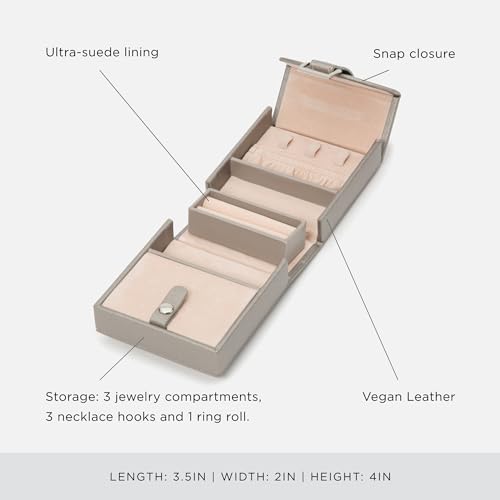 Ultra-suede lining
Snap closure
Storage: 3 jewelry compartments,
3 necklace hooks and 1 ring roll.
Vegan Leather
LENGTH: 3.5IN | WIDTH: 2IN | HEIGHT: 4IN